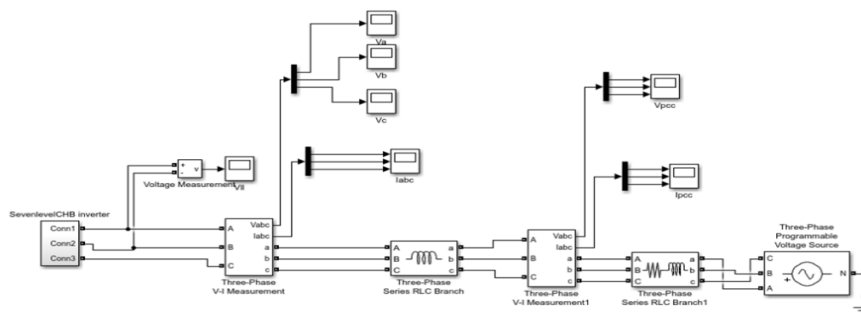 Va
Vb
Vc
Vpcc
Iabc
Ipcc
+
-
v
Voltage Measurement
Vll
SevenlevelCHB inverter
Conn1
Conn2
Conn3
A
B
C
Vabc
Iabc
a
b
c
Three-Phase
V-I Measurement
A
B
C
a
b
c
Three-Phase
Series RLC Branch
A
B
C
Vabc
Iabc
a
b
c
Three-Phase
V-I Measurement1
A
B
C
a
b
c
Three-Phase
Series RLC Branch1
Three-Phase
Programmable
Voltage Source
C
B
A
+
N